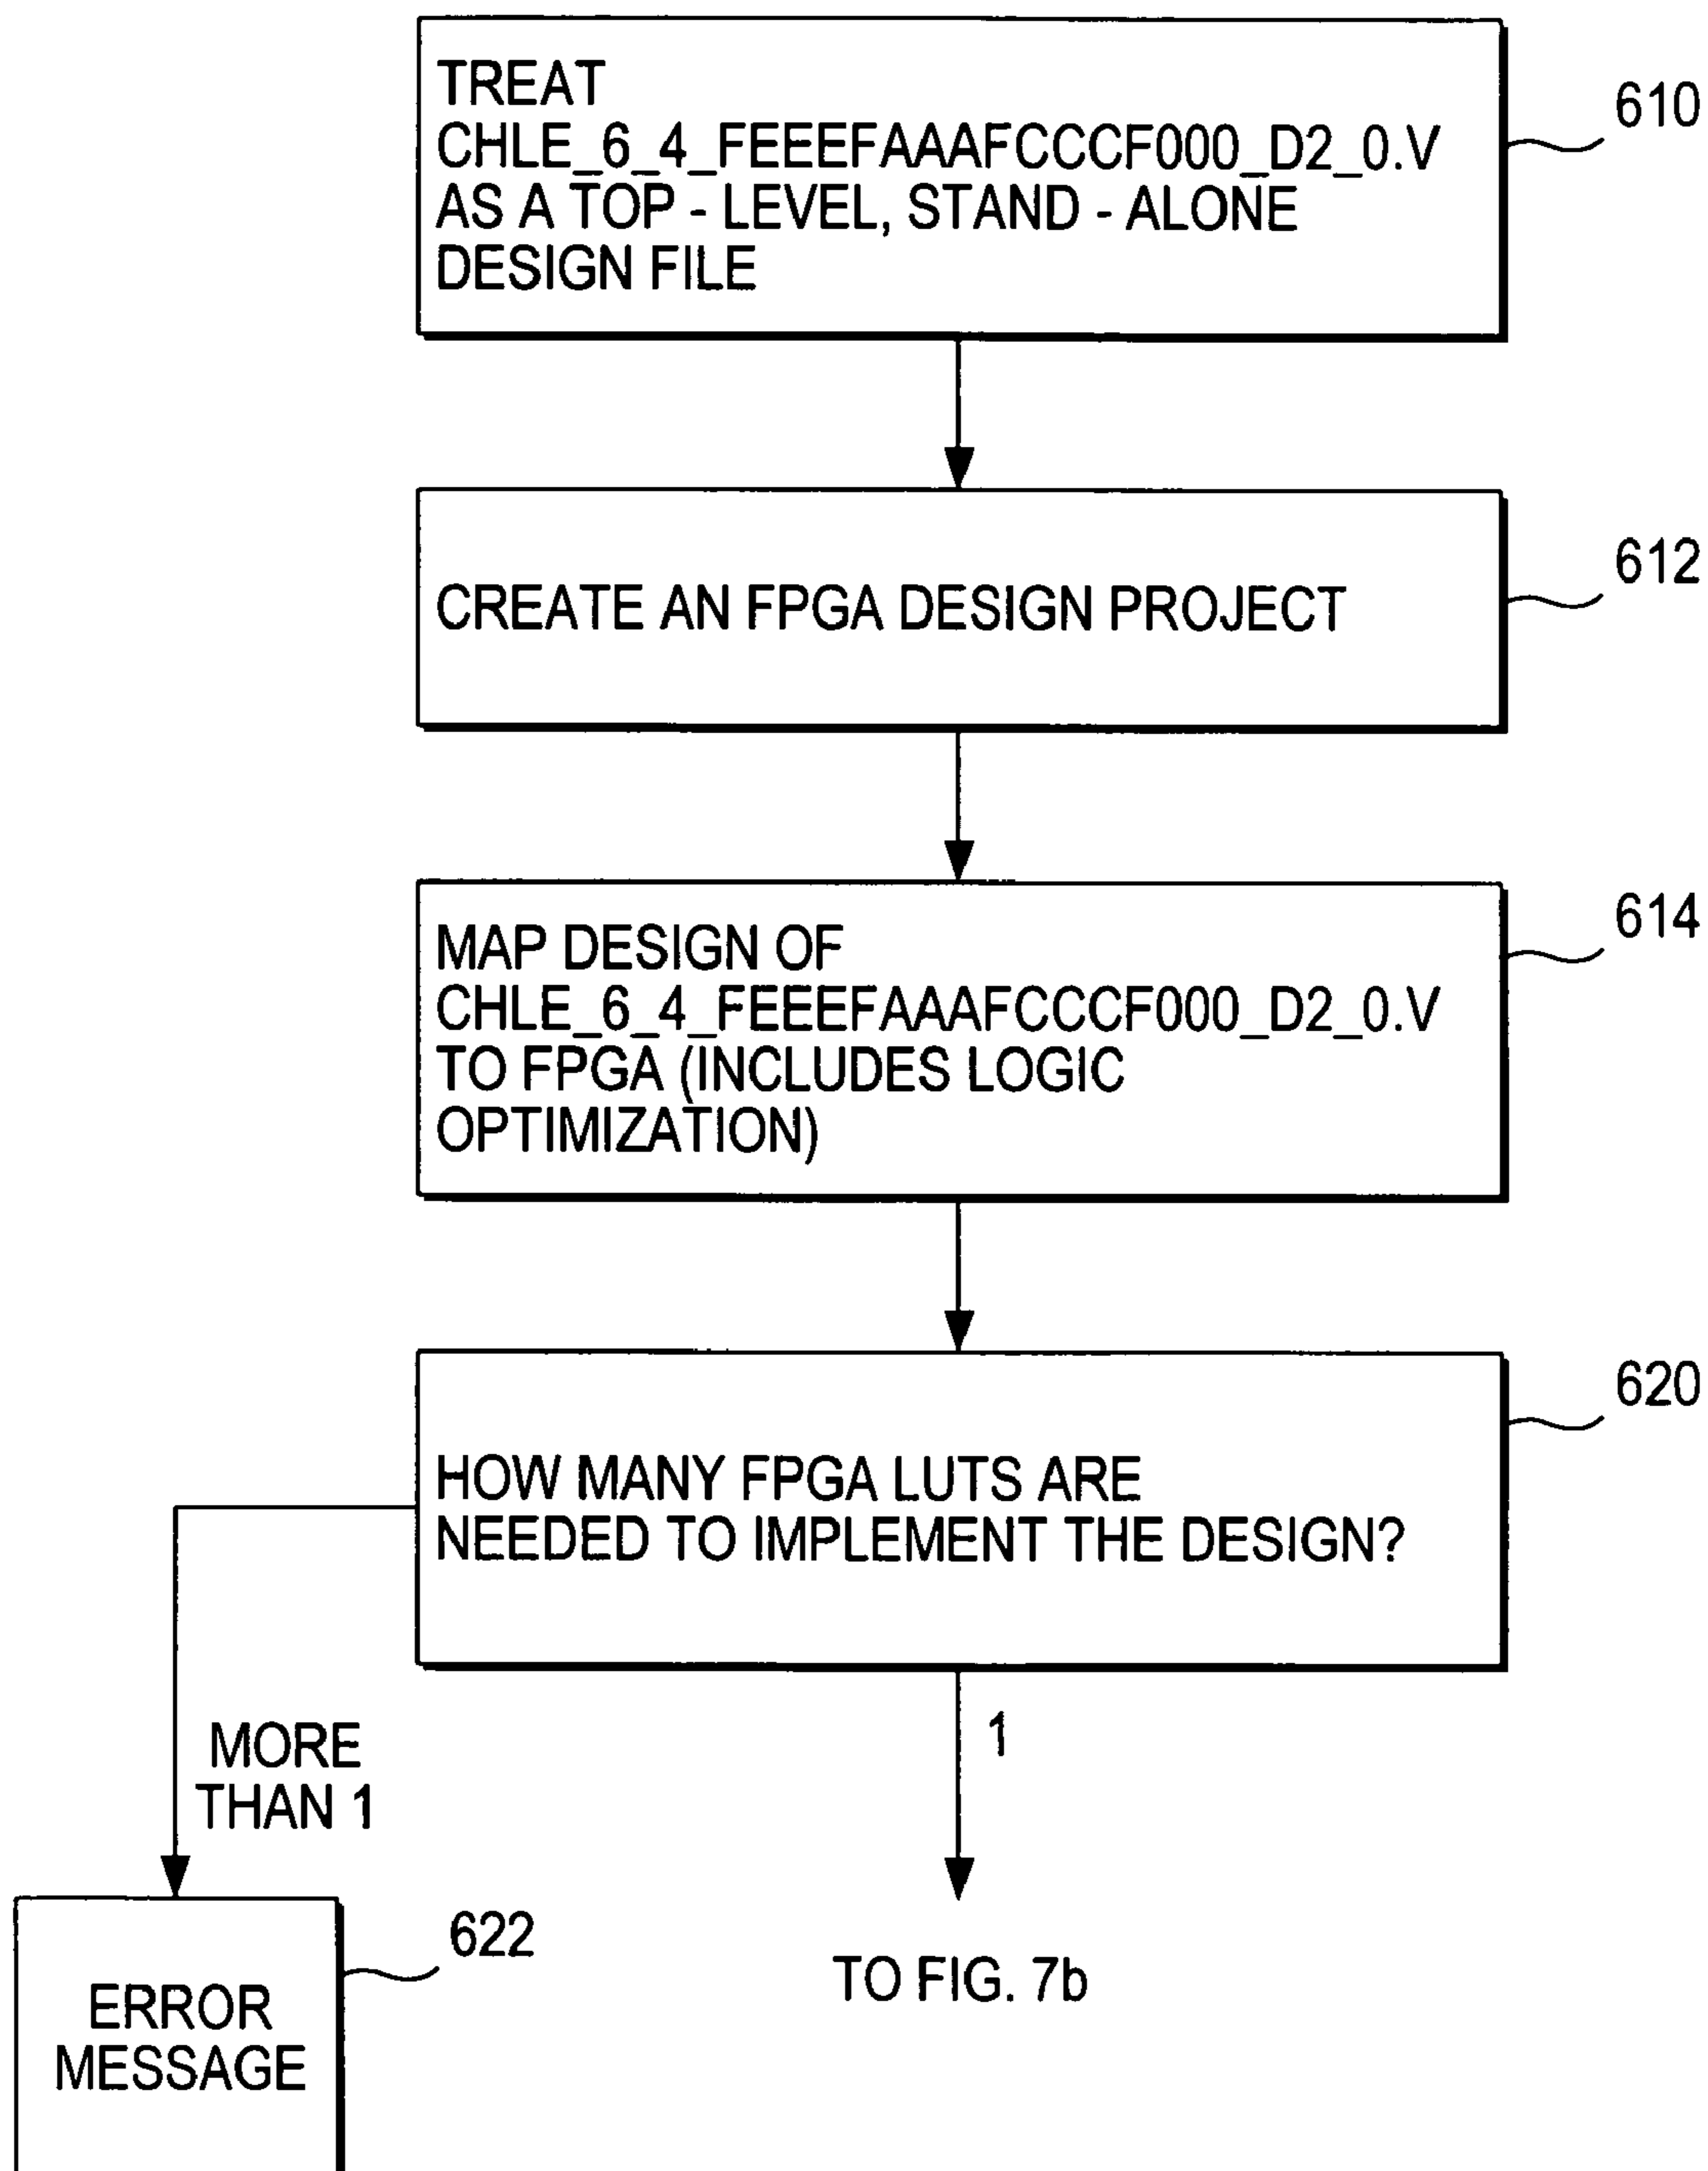 TREAT
CHLE_6_4_FEEEFAAAFCCCF000_D2_0.V
AS A TOP - LEVEL, STAND - ALONE
DESIGN FILE
610
CREATE AN FPGA DESIGN PROJECT
612
MAP DESIGN OF
CHLE_6_4_FEEEFAAAFCCCF000_D2_0.V
TO FPGA (INCLUDES LOGIC
OPTIMIZATION)
614
HOW MANY FPGA LUTS ARE
NEEDED TO IMPLEMENT THE DESIGN?
620
MORE
THAN 1
1
ERROR
MESSAGE
622
TO FIG. 7b